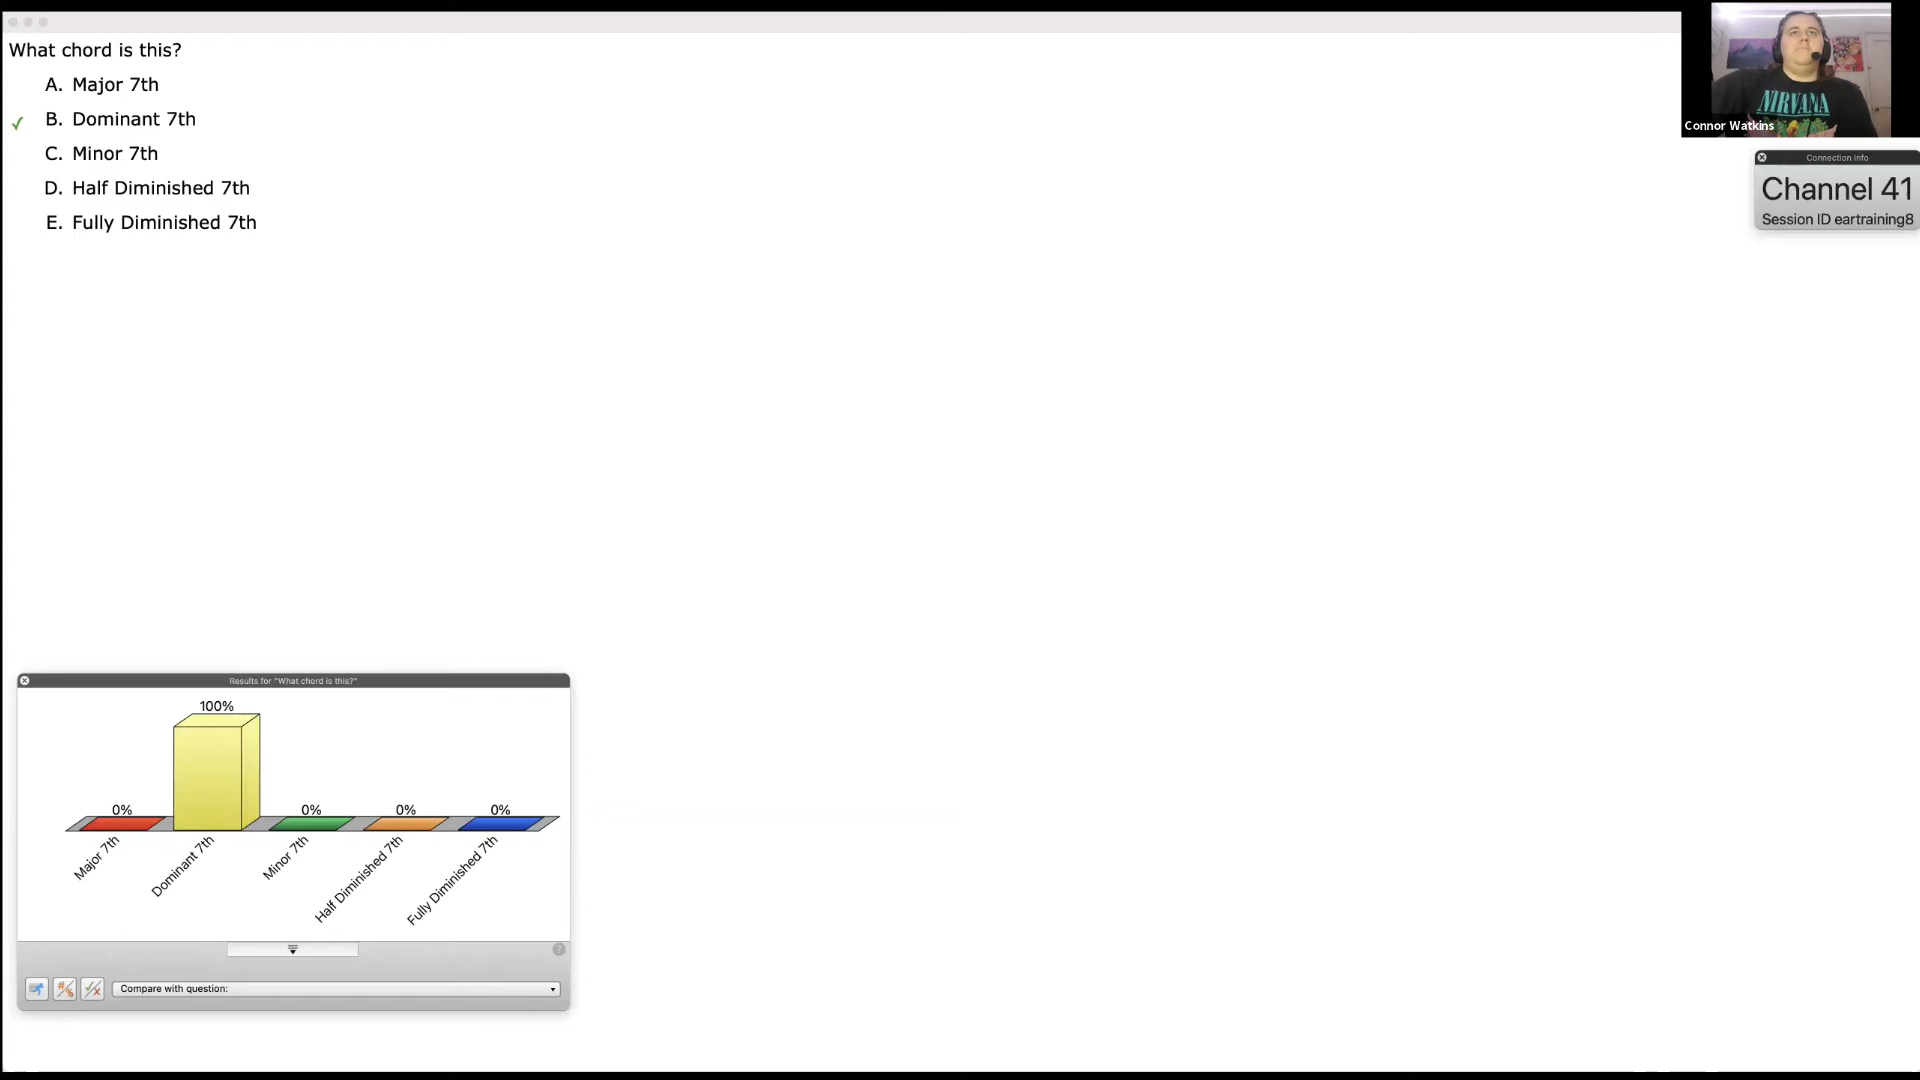 What chord is this?
A. Major 7th
✓ B. Dominant 7th
C. Minor 7th
D. Half Diminished 7th
E. Fully Diminished 7th
NIRVANA
Connor Watkins
Connection Info
Channel 41
Session ID eartraining8
Results for "What chord is this?"
100%
0%
0%
0%
0%
Major 7th
Dominant 7th
Minor 7th
Half Diminished 7th
Fully Diminished 7th
?
#/%
✓/x
Compare with question: